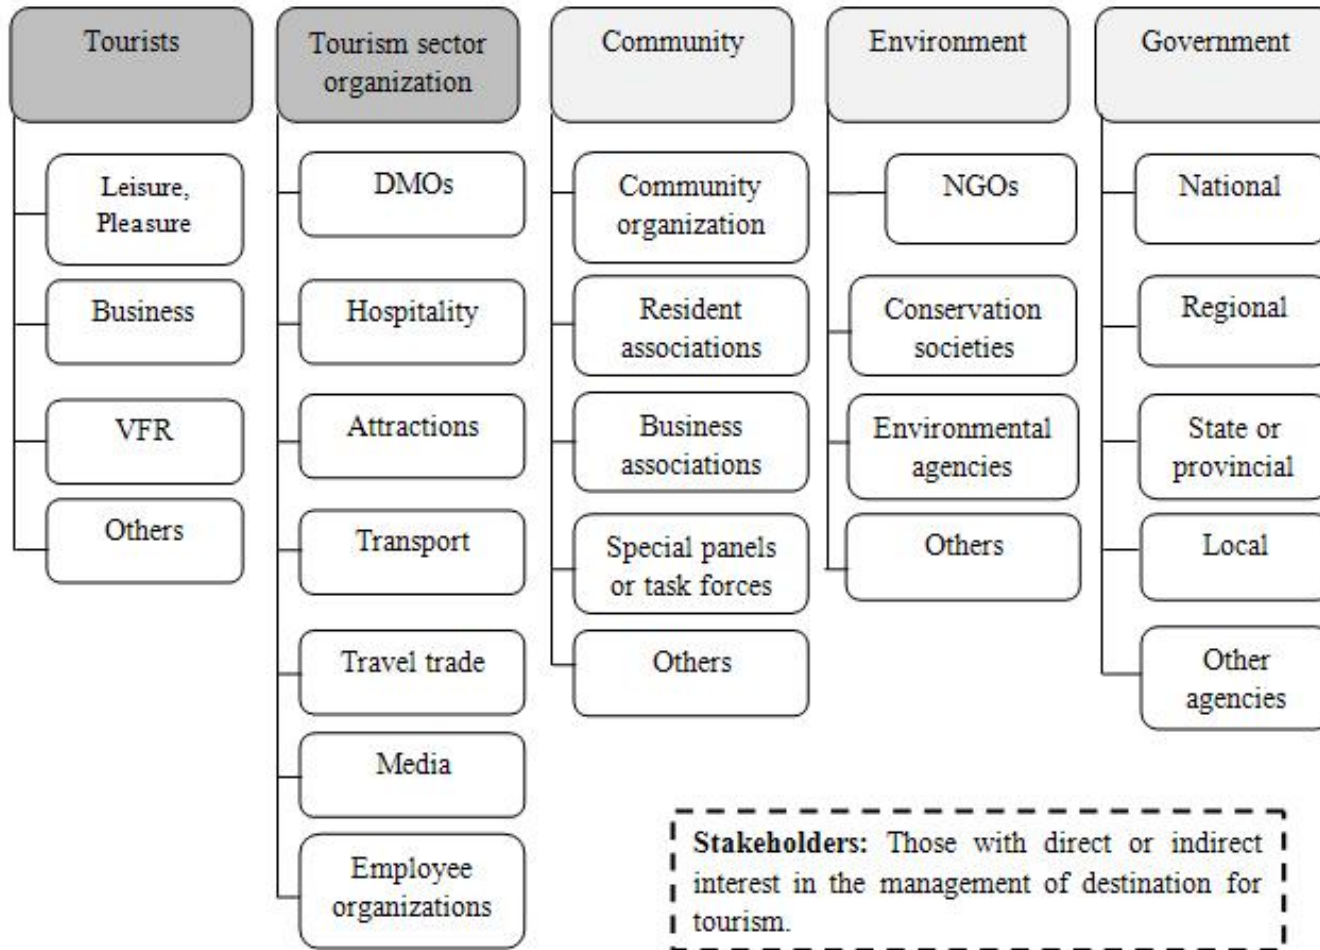 Tourists
Leisure,
Pleasure
Business
VFR
Others
Tourism sector
organization
DMOs
Hospitality
Attractions
Transport
Travel trade
Media
Employee
organizations
Community
Community
organization
Resident
associations
Business
associations
Special panels
or task forces
Others
Environment
NGOs
Conservation
societies
Environmental
agencies
Others
Government
National
Regional
State or
provincial
Local
Other
agencies
Stakeholders: Those with direct or indirect
interest in the management of destination for
tourism.